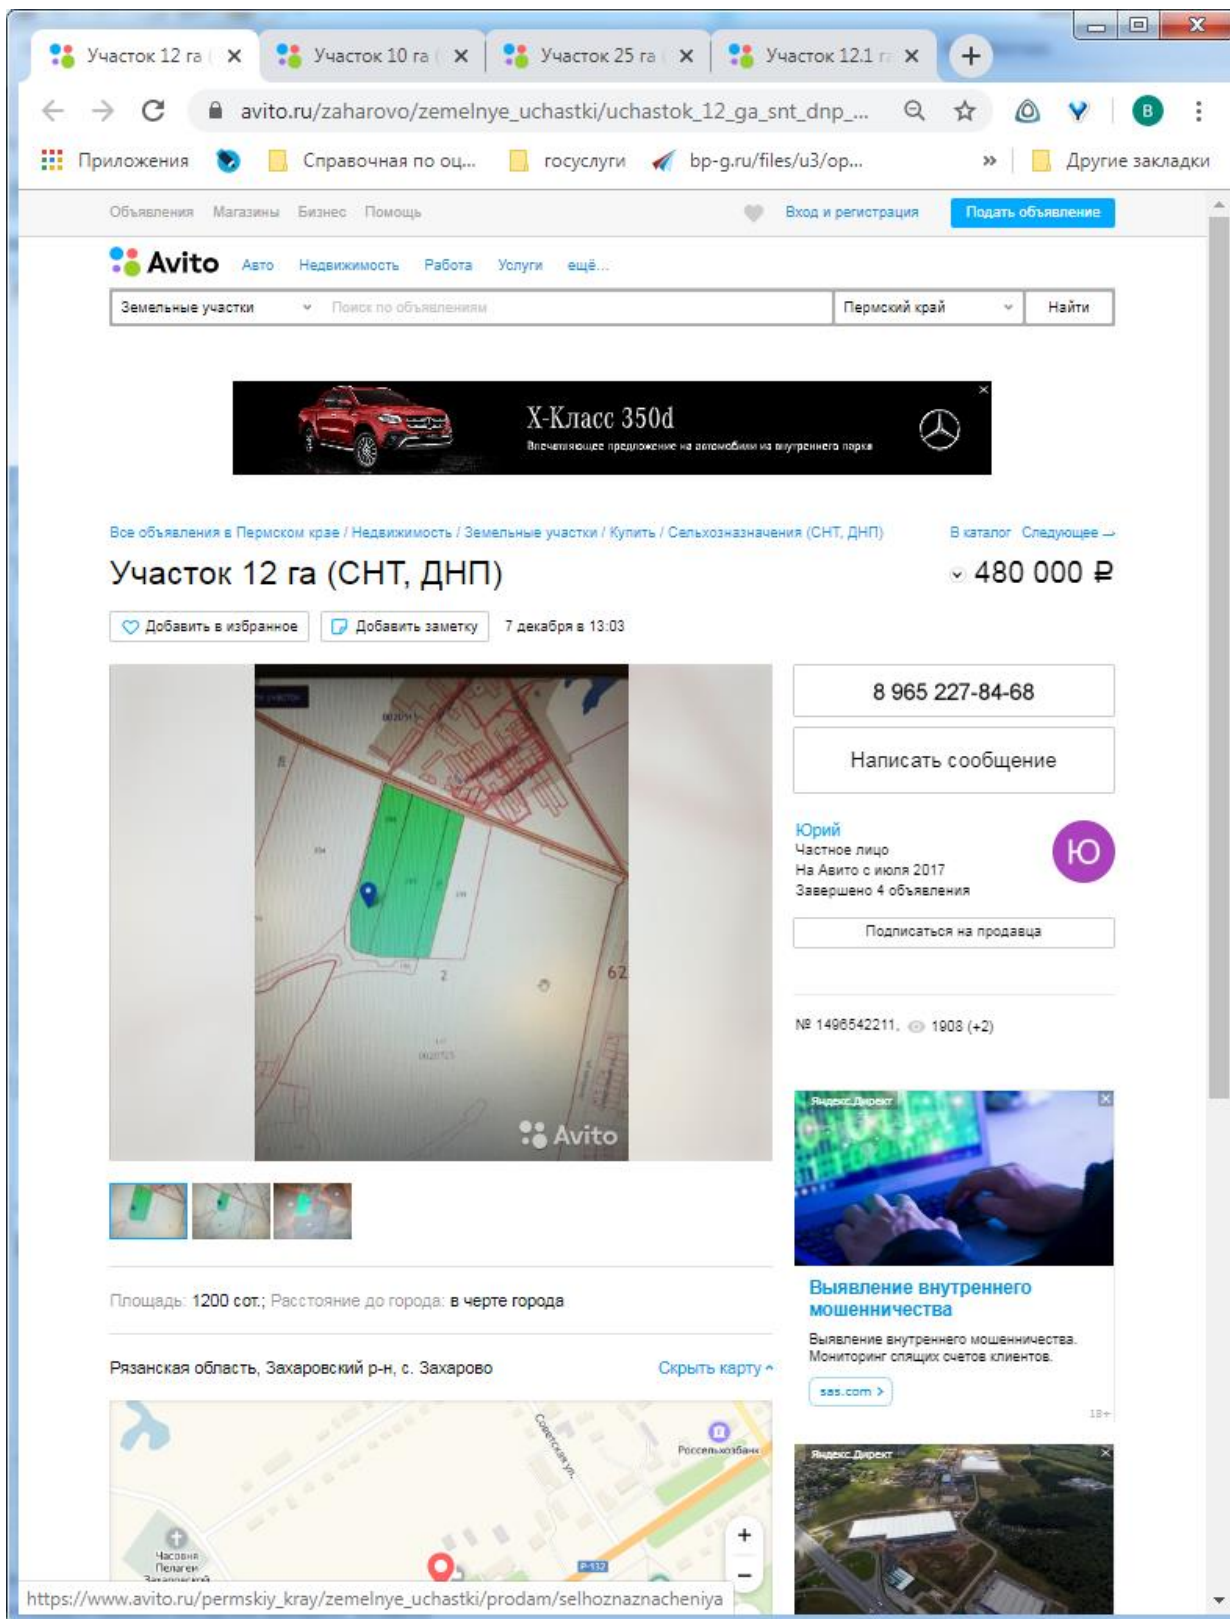 Участок 12 га (
Участок 10 га (
Участок 25 га (
Участок 12.1 г
avito.ru/zaharovo/zemelnye_uchastki/uchastok_12_ga_snt_dnp_...
B
Приложения
Справочная по оц...
госуслуги
bp-g.ru/files/u3/op...
»
Другие закладки
Объявления Магазины Бизнес Помощь
Вход и регистрация
Подать объявление
Avito Авто Недвижимость Работа Услуги ещё...
Земельные участки
Поиск по объявлениям
Пермский край
Найти
X-Класс 350d
Впечатляющее предложение на автомобили из внутреннего парка
Все объявления в Пермском крае / Недвижимость / Земельные участки / Купить / Сельхозназначения (СНТ, ДНП)
В каталог Следующее →
Участок 12 га (СНТ, ДНП)
480 000 ₽
Добавить в избранное
Добавить заметку
7 декабря в 13:03
8 965 227-84-68
Написать сообщение
Юрий
Частное лицо
На Авито с июля 2017
Завершено 4 объявления
Ю
Подписаться на продавца
2
62
Avito
№ 1496542211, 1908 (+2)
Яндекс.Директ
Выявление внутреннего
мошенничества
Выявление внутреннего мошенничества.
Мониторинг спящих счетов клиентов.
sas.com >
18+
Площадь: 1200 сот.; Расстояние до города: в черте города
Рязанская область, Захаровский р-н, с. Захарово
Скрыть карту
Советская ул.
Россельхозбанк
Часовня
Пелагеи
Захаровской
Р-132
+
−
Яндекс.Директ
https://www.avito.ru/permskiy_kray/zemelnye_uchastki/prodam/selhoznaznacheniya